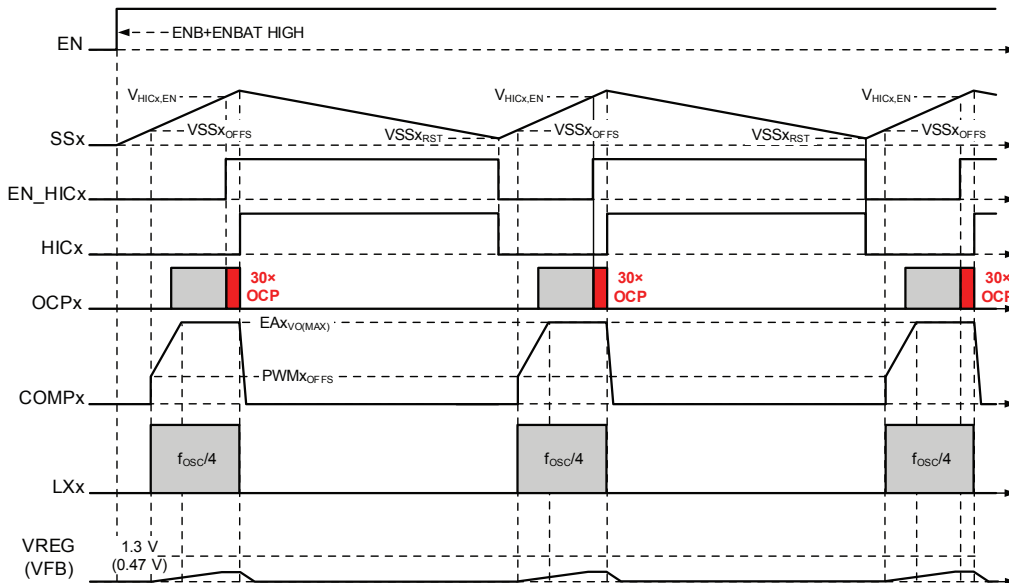 EN
ENB+ENBAT HIGH
V_HICx,EN V_HICx,EN V_HICx,EN
SSx VSSx_OFFS VSSx_RST VSSx_OFFS VSSx_RST VSSx_OFFS
EN_HICx
HICx
OCPx
30× OCP 30× OCP 30× OCP
EAx_VO(MAX)
PWMx_OFFS
COMPx
f_OSC/4 f_OSC/4 f_OSC/4
LXx
VREG 1.3 V
(VFB) (0.47 V)